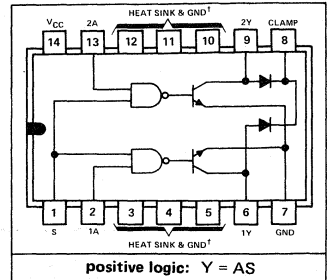 HEAT SINK & GND†
VCC 2A 2Y CLAMP
14 13 12 11 10 9 8
1 2 3 4 5 6 7
S 1A 1Y GND
HEAT SINK & GND†
positive logic: Y = AS